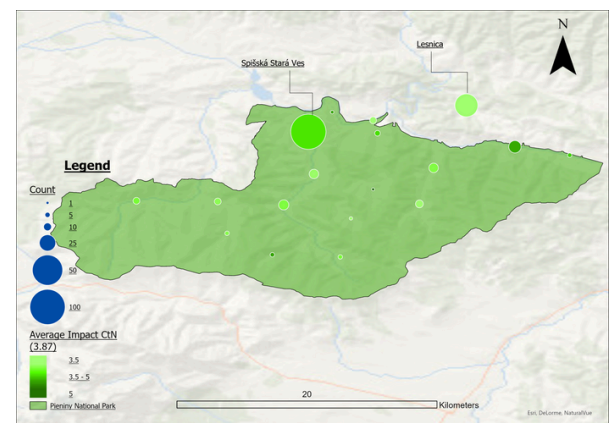 N
Lesnica
Spišská Stará Ves
Legend
Count
1
5
10
25
50
100
Average Impact CtN
(3.87)
3.5
3.5 - 5
5
Pieniny National Park
20
Kilometers
Esri, DeLorme, NaturalVue